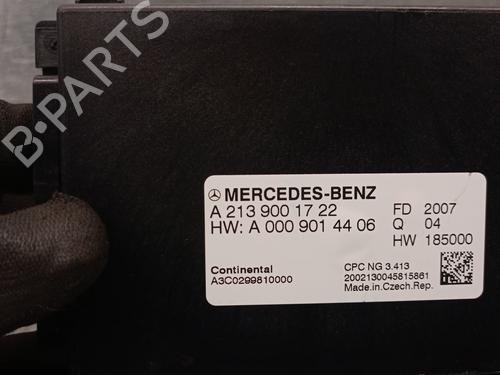 MERCEDES-BENZ
A 213 900 17 22 FD 2007
HW: A 000 901 44 06 Q 04
HW 185000
Continental CPC NG 3.413
A3C0299810000 2002130045815861
Made.in.Czech.Rep.
B-PARTS